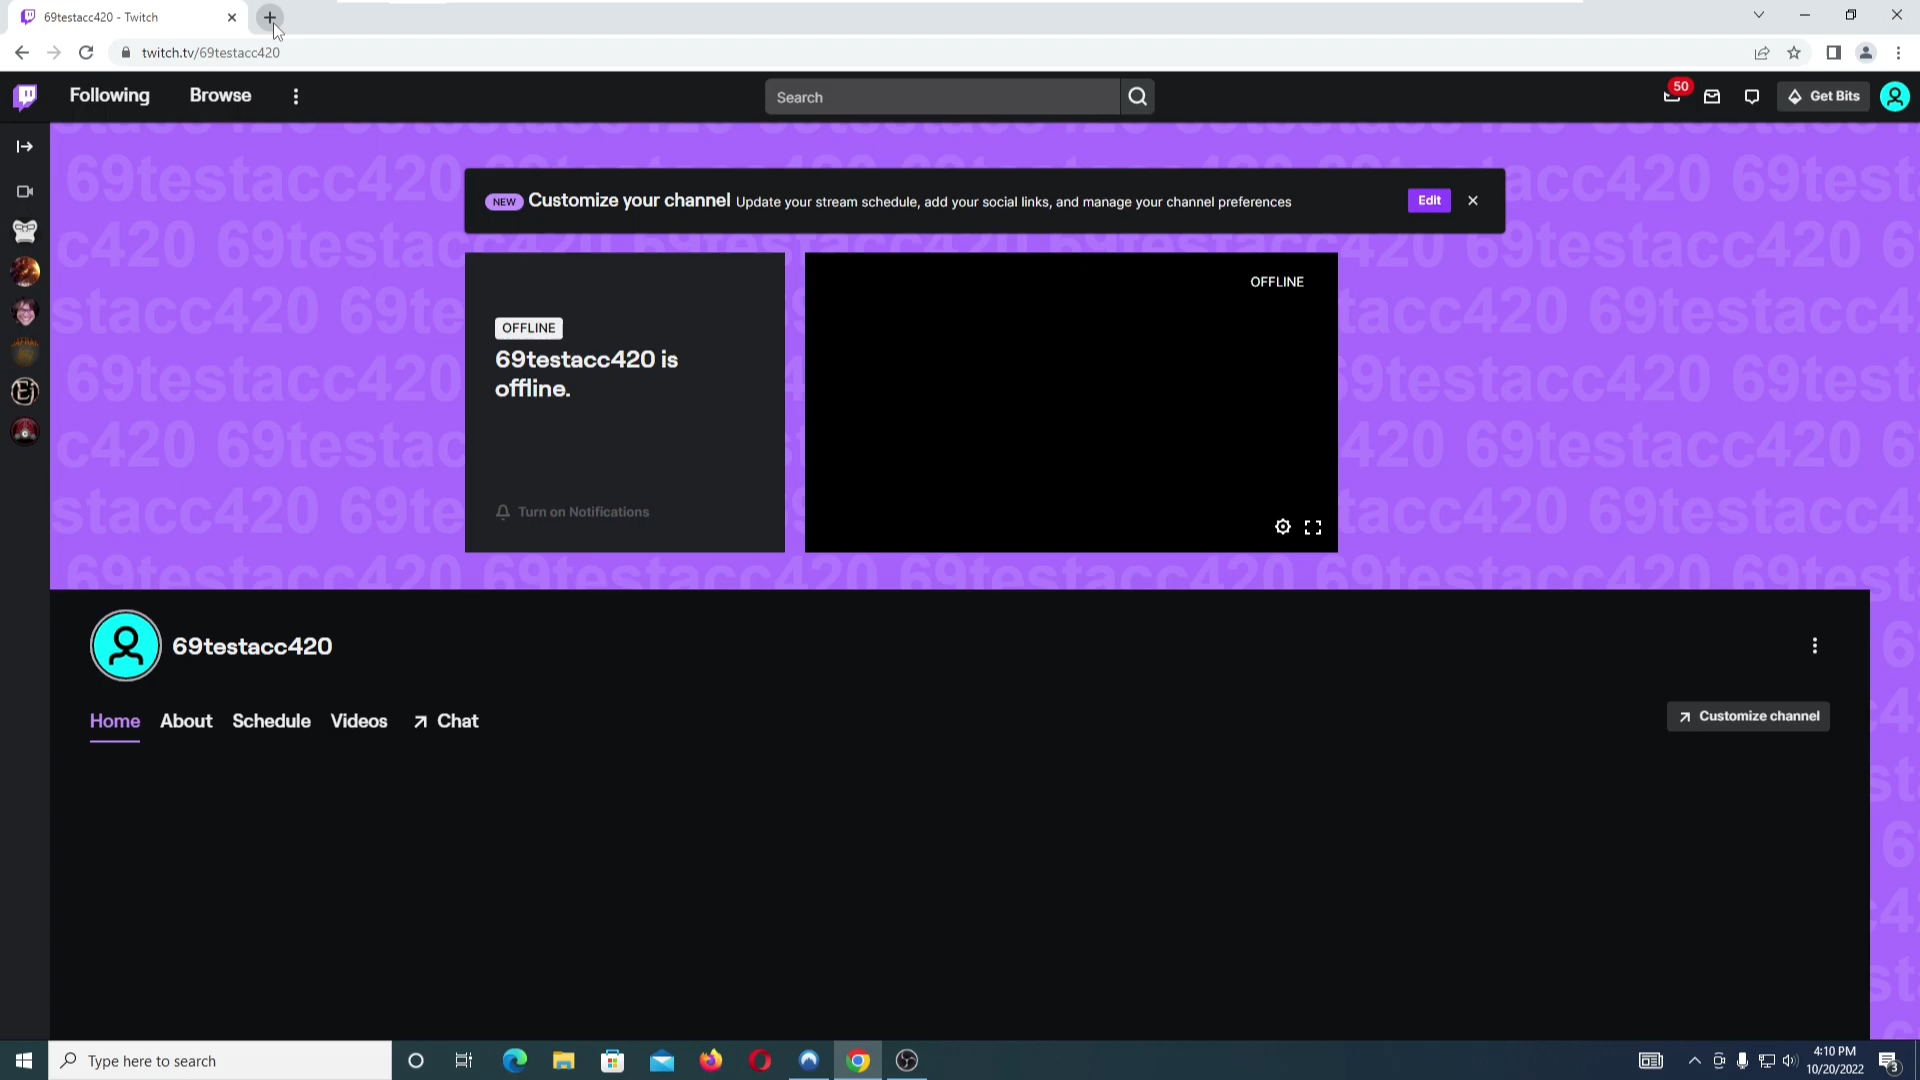 69testacc420 - Twitch
twitch.tv/69testacc420
Following
Browse
Search
50
Get Bits
NEW Customize your channel Update your stream schedule, add your social links, and manage your channel preferences
Edit
OFFLINE
OFFLINE
69testacc420 is
offline.
Turn on Notifications
69testacc420
Home
About
Schedule
Videos
Chat
Customize channel
Type here to search
4:10 PM
10/20/2022
3